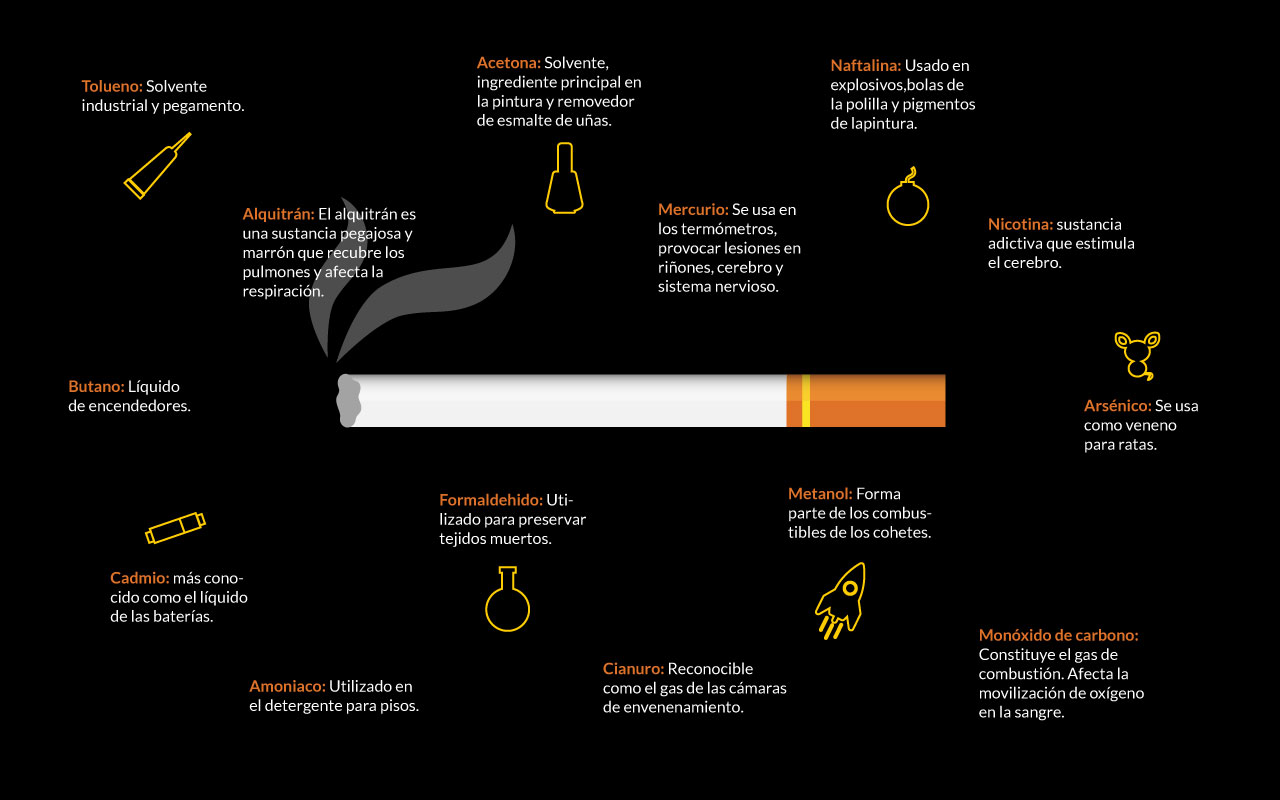 Tolueno: Solvente
industrial y pegamento.
Acetona: Solvente,
ingrediente principal en
la pintura y removedor
de esmalte de uñas.
Naftalina: Usado en
explosivos,bolas de
la polilla y pigmentos
de lapintura.
Alquitrán: El alquitrán es
una sustancia pegajosa y
marrón que recubre los
pulmones y afecta la
respiración.
Mercurio: Se usa en
los termómetros,
provocar lesiones en
riñones, cerebro y
sistema nervioso.
Nicotina: sustancia
adictiva que estimula
el cerebro.
Butano: Líquido
de encendedores.
Arsénico: Se usa
como veneno
para ratas.
Formaldehido: Uti-
lizado para preservar
tejidos muertos.
Metanol: Forma
parte de los combus-
tibles de los cohetes.
Cadmio: más cono-
cido como el líquido
de las baterías.
Amoniaco: Utilizado en
el detergente para pisos.
Cianuro: Reconocible
como el gas de las cámaras
de envenenamiento.
Monóxido de carbono:
Constituye el gas de
combustión. Afecta la
movilización de oxígeno
en la sangre.